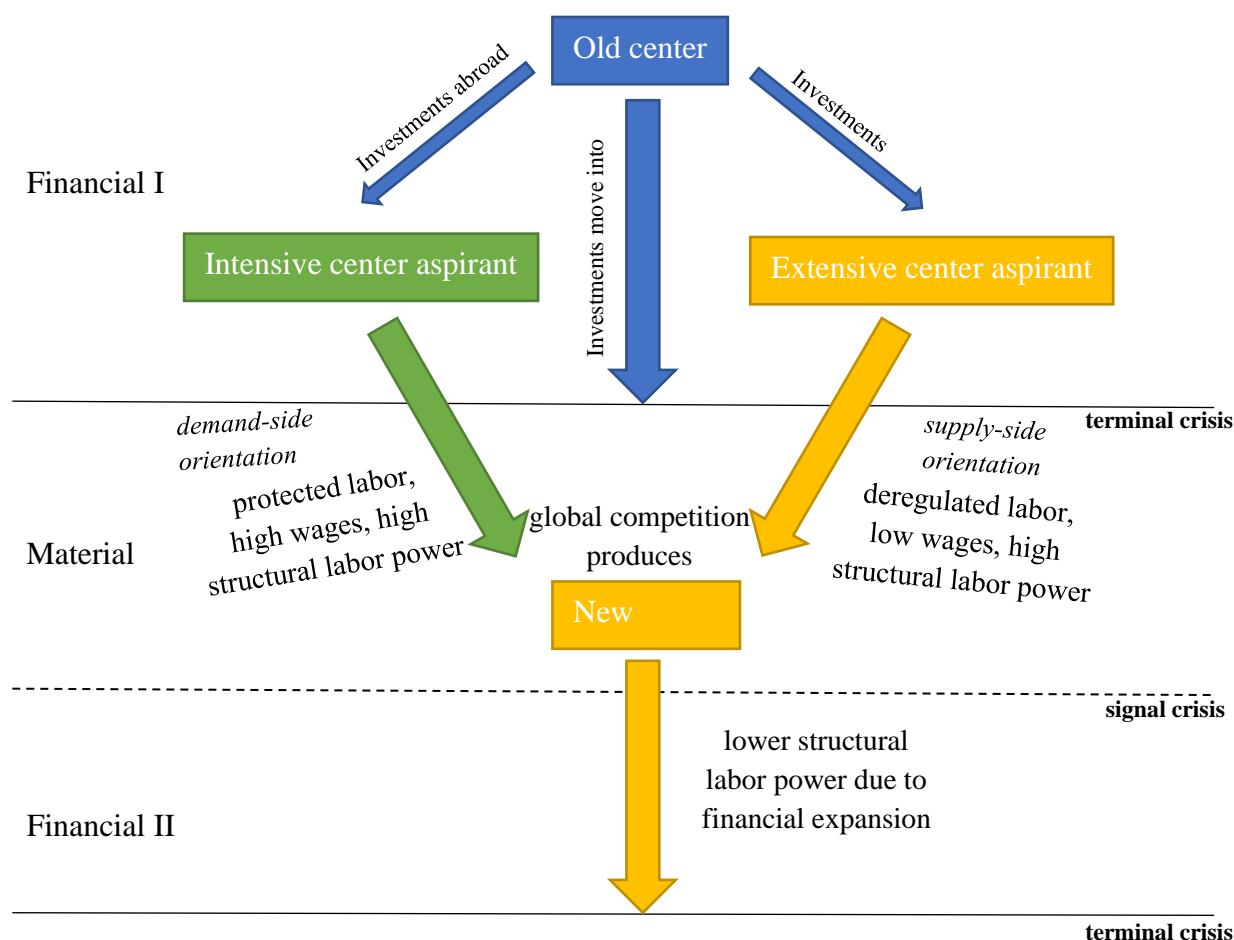 Old center
Investments abroad
Investments
Investments move into
Financial I
Intensive center aspirant
Extensive center aspirant
terminal crisis
demand-side
orientation
protected labor,
high wages, high
structural labor power
supply-side
orientation
deregulated labor,
low wages, high
structural labor power
Material
global competition
produces
New
signal crisis
lower structural
labor power due to
financial expansion
Financial II
terminal crisis